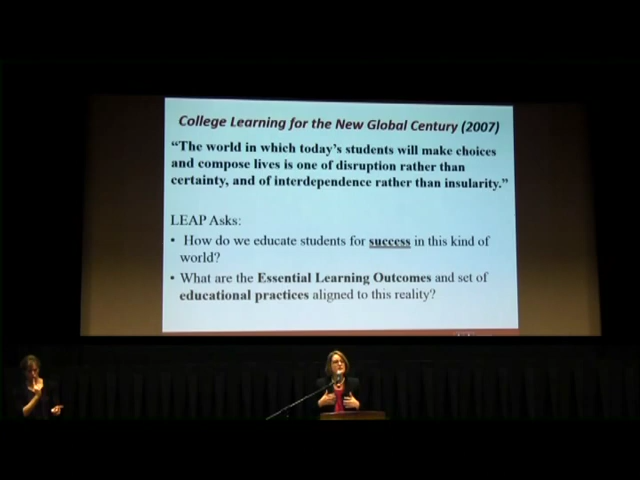 College Learning for the New Global Century (2007)
“The world in which today’s students will make choices
and compose lives is one of disruption rather than
certainty, and of interdependence rather than insularity.”
LEAP Asks:
• How do we educate students for success in this kind of
world?
• What are the Essential Learning Outcomes and set of
educational practices aligned to this reality?